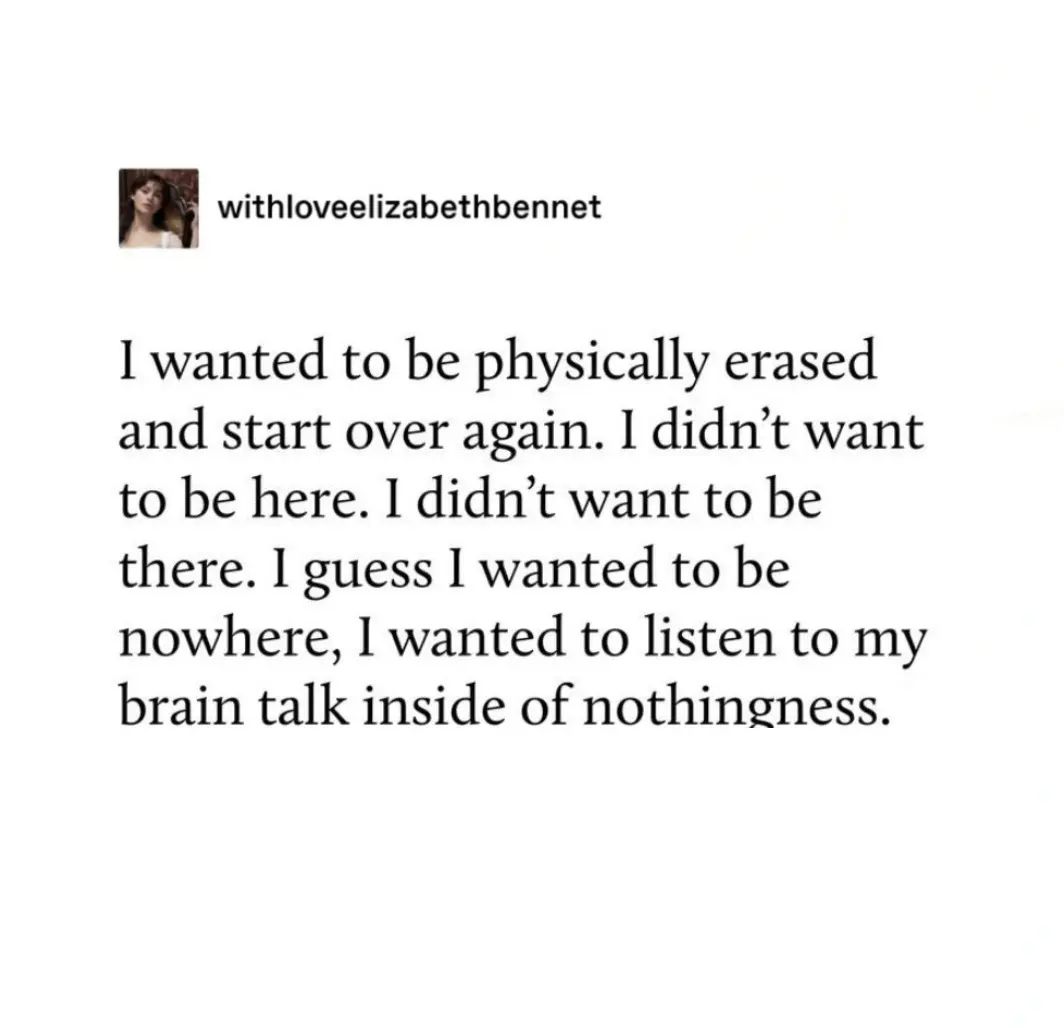 withloveelizabethbennet
I wanted to be physically erased
and start over again. I didn’t want
to be here. I didn’t want to be
there. I guess I wanted to be
nowhere, I wanted to listen to my
brain talk inside of nothingness.